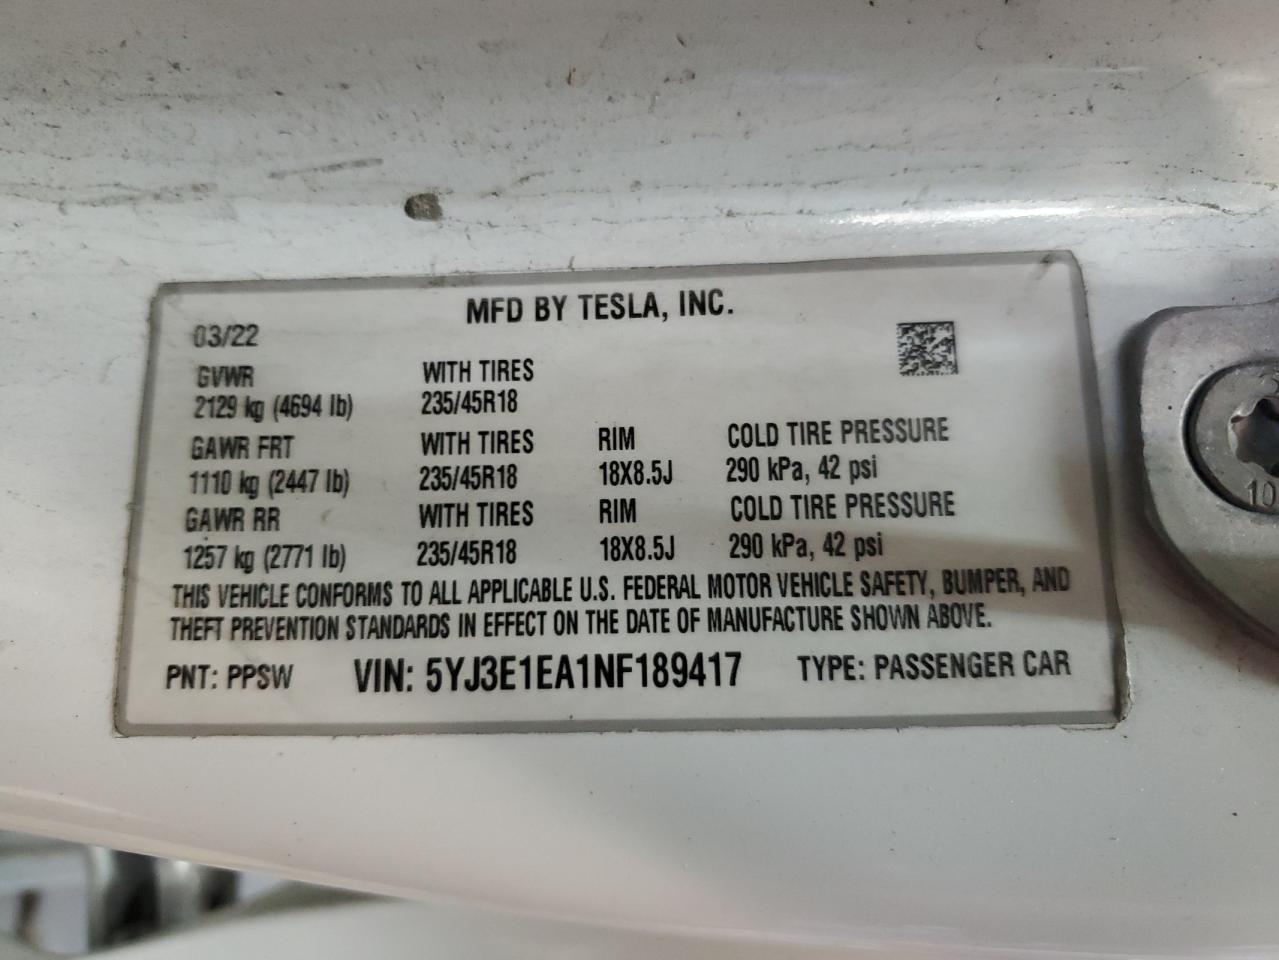 MFD BY TESLA, INC.
03/22
GVWR WITH TIRES
2129 kg (4694 lb) 235/45R18
GAWR FRT WITH TIRES RIM COLD TIRE PRESSURE
1110 kg (2447 lb) 235/45R18 18X8.5J 290 kPa, 42 psi
GAWR RR WITH TIRES RIM COLD TIRE PRESSURE
1257 kg (2771 lb) 235/45R18 18X8.5J 290 kPa, 42 psi
THIS VEHICLE CONFORMS TO ALL APPLICABLE U.S. FEDERAL MOTOR VEHICLE SAFETY, BUMPER, AND
THEFT PREVENTION STANDARDS IN EFFECT ON THE DATE OF MANUFACTURE SHOWN ABOVE.
PNT: PPSW VIN: 5YJ3E1EA1NF189417 TYPE: PASSENGER CAR
10